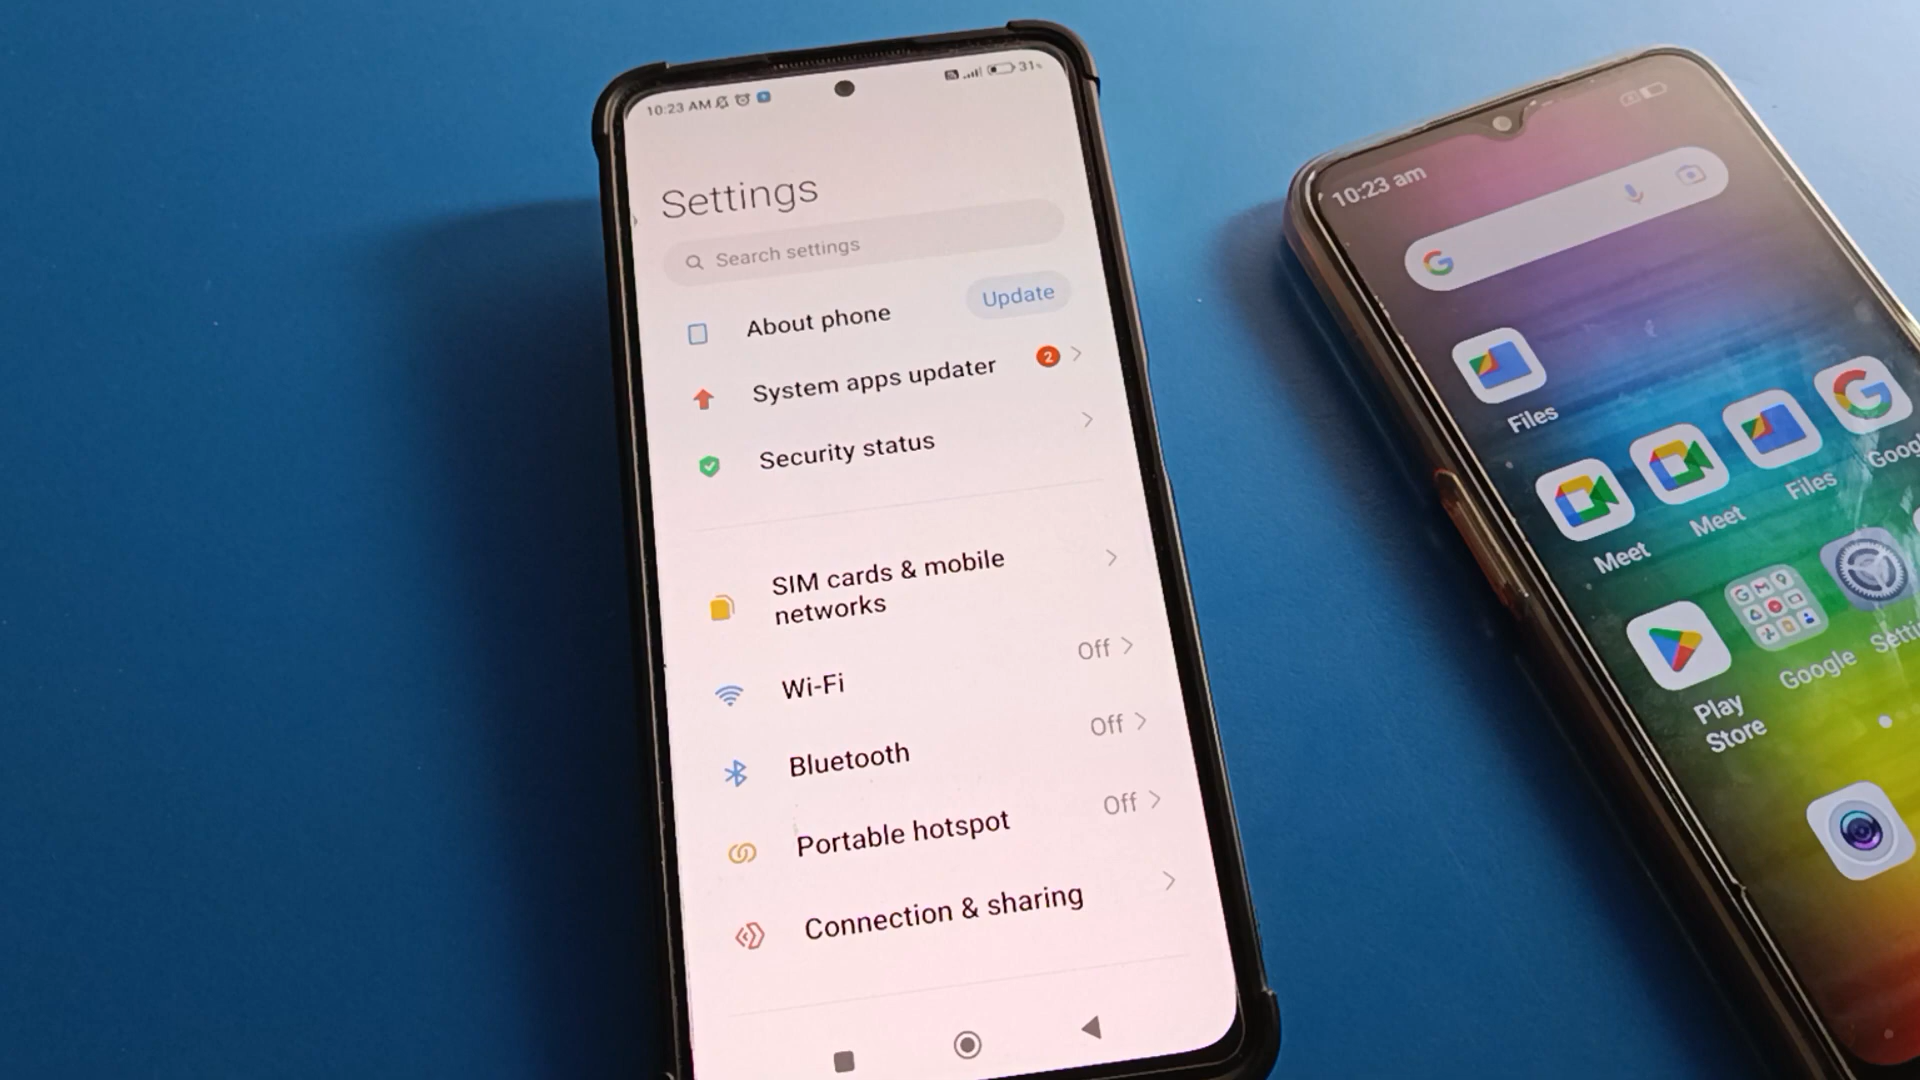 10:23 AM
31
Settings
Search settings
About phone
Update
System apps updater
2
Security status
SIM cards & mobile
networks
Wi-Fi
Off
Bluetooth
Off
Portable hotspot
Off
Connection & sharing
10:23 am
Files
Meet
Meet
Files
Goog
Play
Store
Google
Setti